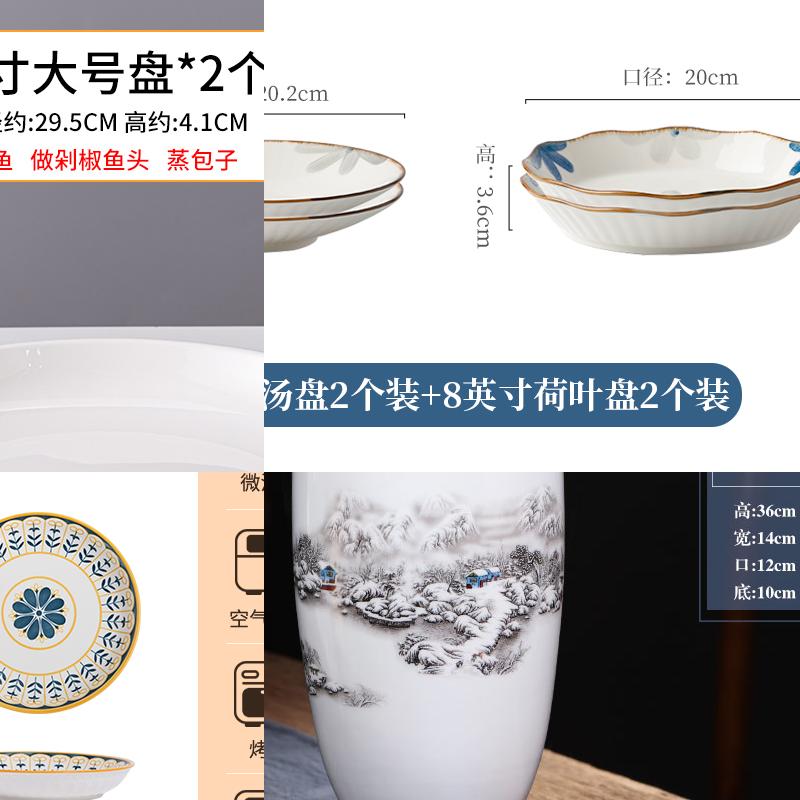 寸大号盘*2个
约:29.5CM 高约:4.1CM
鱼 做剁椒鱼头 蒸包子
20.2cm
口径：20cm
高：3.6cm
汤盘2个装+8英寸荷叶盘2个装
微
空气
烤
高:36cm
宽:14cm
口:12cm
底:10cm